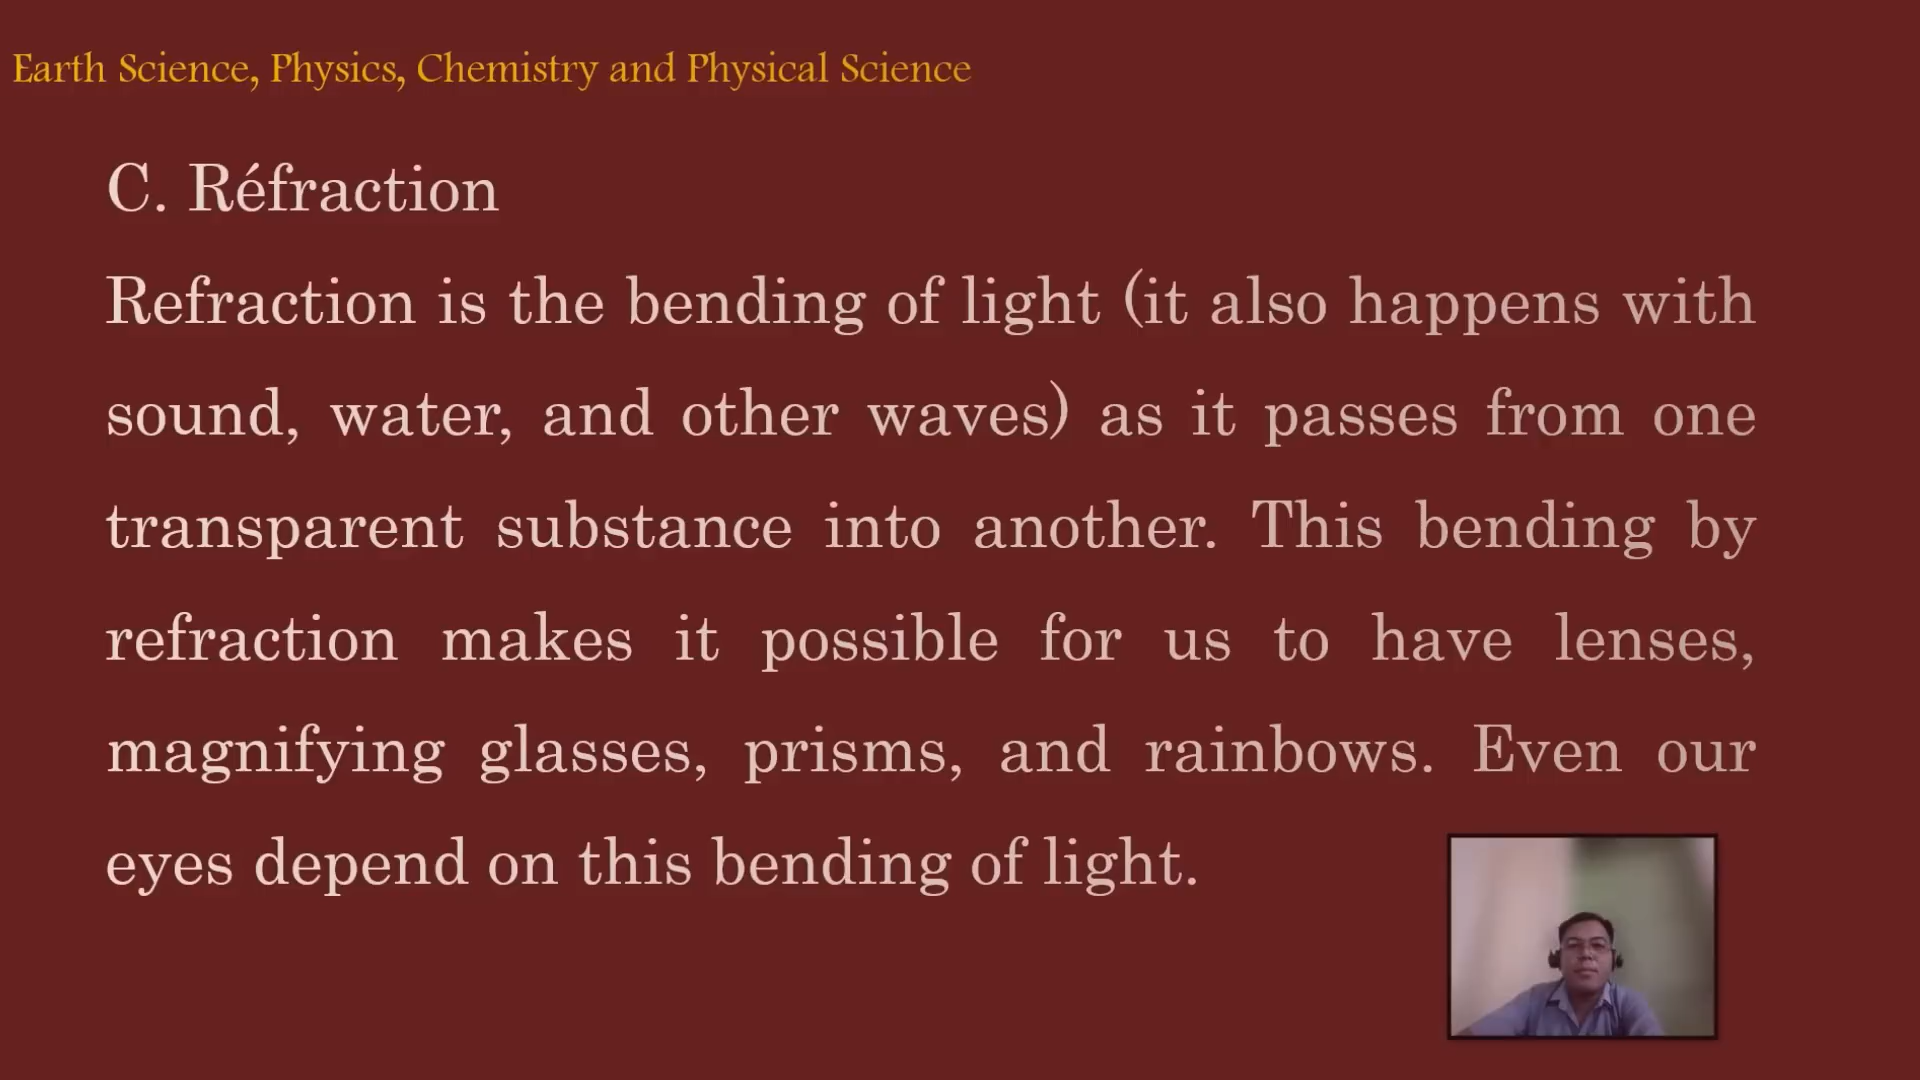 Earth Science, Physics, Chemistry and Physical Science
C. Réfraction
Refraction is the bending of light (it also happens with
sound, water, and other waves) as it passes from one
transparent substance into another. This bending by
refraction makes it possible for us to have lenses,
magnifying glasses, prisms, and rainbows. Even our
eyes depend on this bending of light.